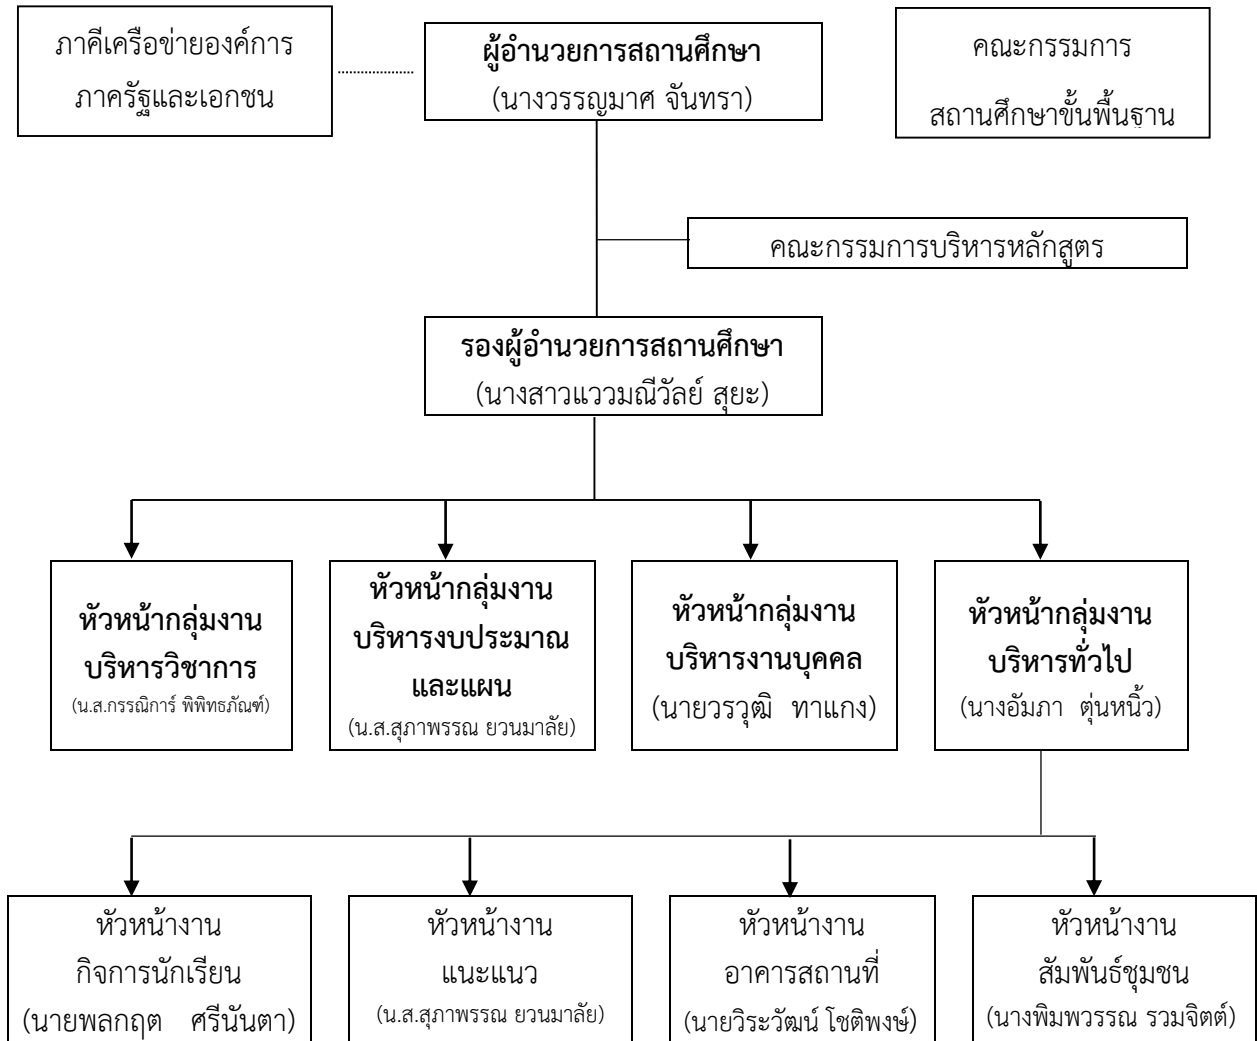 ภาคีเครือข่ายองค์การ
ภาครัฐและเอกชน
ผู้อำนวยการสถานศึกษา
(นางวรรญมาศ จันทรา)
คณะกรรมการ
สถานศึกษาขั้นพื้นฐาน
คณะกรรมการบริหารหลักสูตร
รองผู้อำนวยการสถานศึกษา
(นางสาวแววมณีวัลย์ สุยะ)
หัวหน้ากลุ่มงาน
บริหารวิชาการ
(น.ส.กรรณิการ์ พิพิทธภัณฑ์)
หัวหน้ากลุ่มงาน
บริหารงบประมาณ
และแผน
(น.ส.สุภาพรรณ ยวนมาลัย)
หัวหน้ากลุ่มงาน
บริหารงานบุคคล
(นายวรวุฒิ ทาแกง)
หัวหน้ากลุ่มงาน
บริหารทั่วไป
(นางอัมภา ตุ่นหนิ้ว)
หัวหน้างาน
กิจการนักเรียน
(นายพลกฤต ศรีนันตา)
หัวหน้างาน
แนะแนว
(น.ส.สุภาพรรณ ยวนมาลัย)
หัวหน้างาน
อาคารสถานที่
(นายวิระวัฒน์ โชติพงษ์)
หัวหน้างาน
สัมพันธ์ชุมชน
(นางพิมพวรรณ รวมจิตต์)